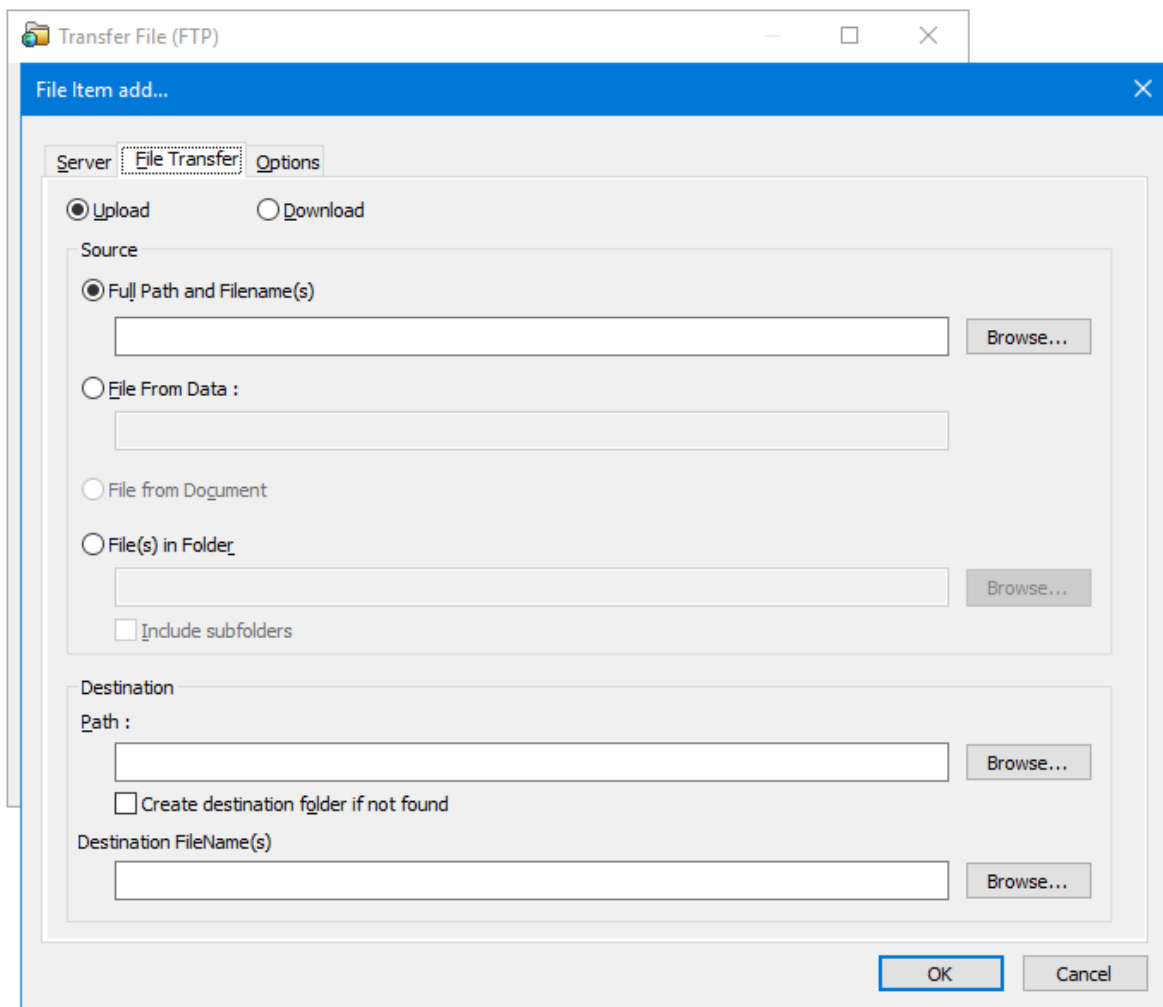 Transfer File (FTP)
File Item add...
Server File Transfer Options
Upload Download
Source
Full Path and Filename(s)
Browse...
File From Data :
File from Document
File(s) in Folder
Browse...
Include subfolders
Destination
Path :
Browse...
Create destination folder if not found
Destination FileName(s)
Browse...
OK Cancel